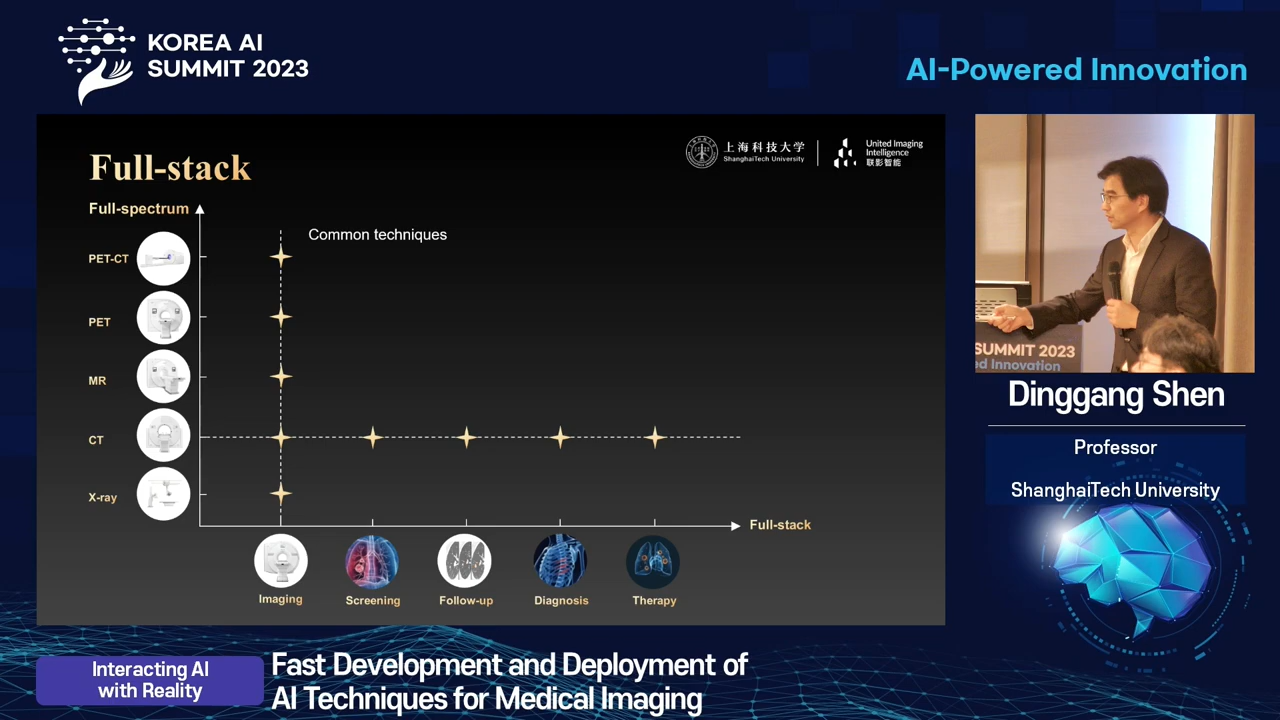 KOREA AI
SUMMIT 2023
AI-Powered Innovation
上海科技大学
ShanghaiTech University
United Imaging
Intelligence
联影智能
Full-stack
Full-spectrum
Common techniques
PET-CT
PET
MR
CT
X-ray
Full-stack
Imaging
Screening
Follow-up
Diagnosis
Therapy
SUMMIT 2023
ed Innovation
Dinggang Shen
Professor
ShanghaiTech University
Interacting AI
with Reality
Fast Development and Deployment of
AI Techniques for Medical Imaging